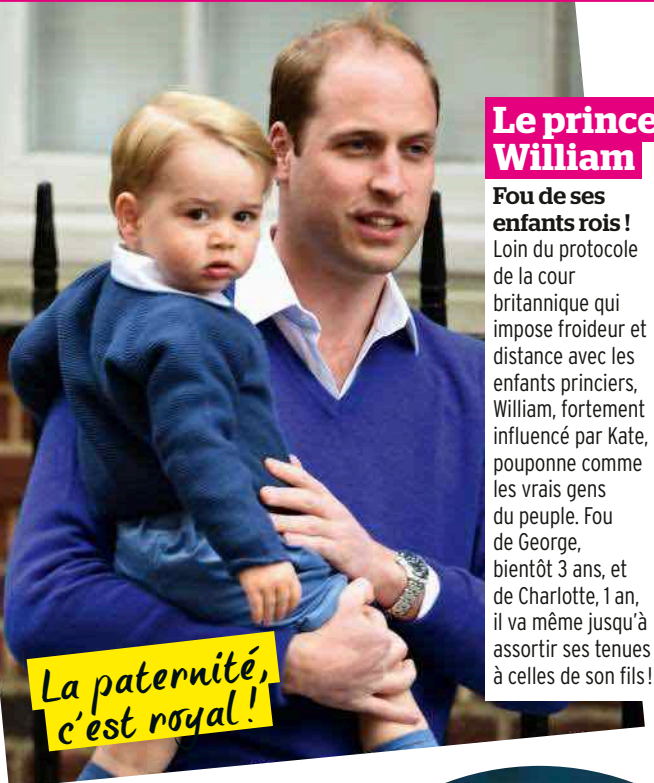 Le prince
William
Fou de ses
enfants rois !
Loin du protocole
de la cour
britannique qui
impose froideur et
distance avec les
enfants princiers,
William, fortement
influencé par Kate,
pouponne comme
les vrais gens
du peuple. Fou
de George,
bientôt 3 ans, et
de Charlotte, 1 an,
il va même jusqu'à
assortir ses tenues
à celles de son fils !
La paternité,
c'est royal !